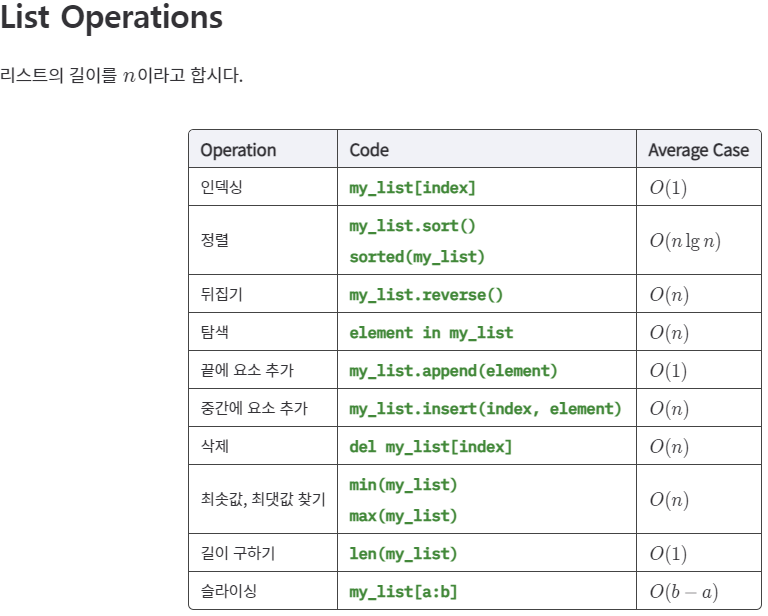 List Operations
리스트의 길이를 n이라고 합시다.
Operation Code Average Case
인덱싱 my_list[index] O(1)
정렬 my_list.sort() O(n lg n)
sorted(my_list)
뒤집기 my_list.reverse() O(n)
탐색 element in my_list O(n)
끝에 요소 추가 my_list.append(element) O(1)
중간에 요소 추가 my_list.insert(index, element) O(n)
삭제 del my_list[index] O(n)
최솟값, 최댓값 찾기 min(my_list) O(n)
max(my_list)
길이 구하기 len(my_list) O(1)
슬라이싱 my_list[a:b] O(b − a)